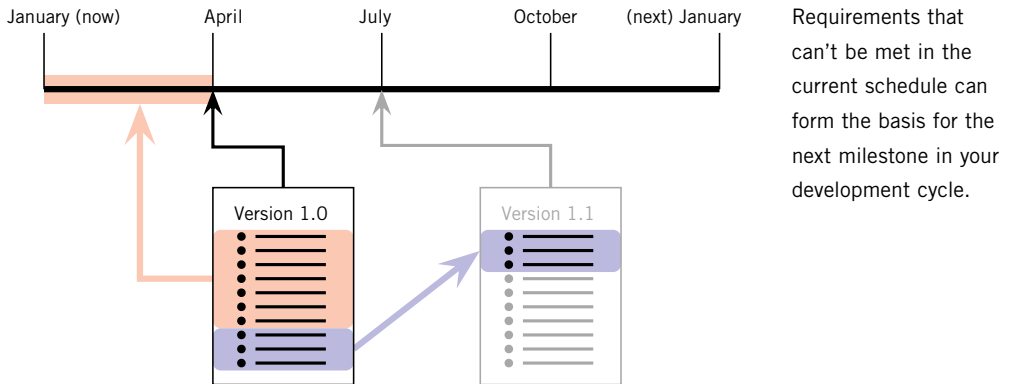 January (now)
April
July
October
(next) January
Requirements that
can't be met in the
current schedule can
form the basis for the
next milestone in your
development cycle.
Version 1.0
Version 1.1